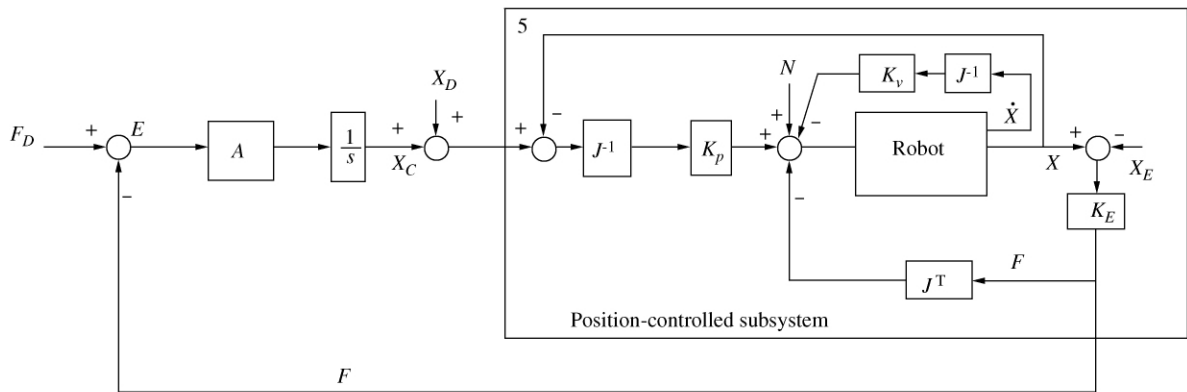 5
N
K_v
J^-1
X_D
Ẋ
F_D
+
E
A
1/s
+
X_C
+
+
−
J^-1
K_p
+
+
−
Robot
X
+
−
X_E
−
−
K_E
J^T
F
Position-controlled subsystem
F